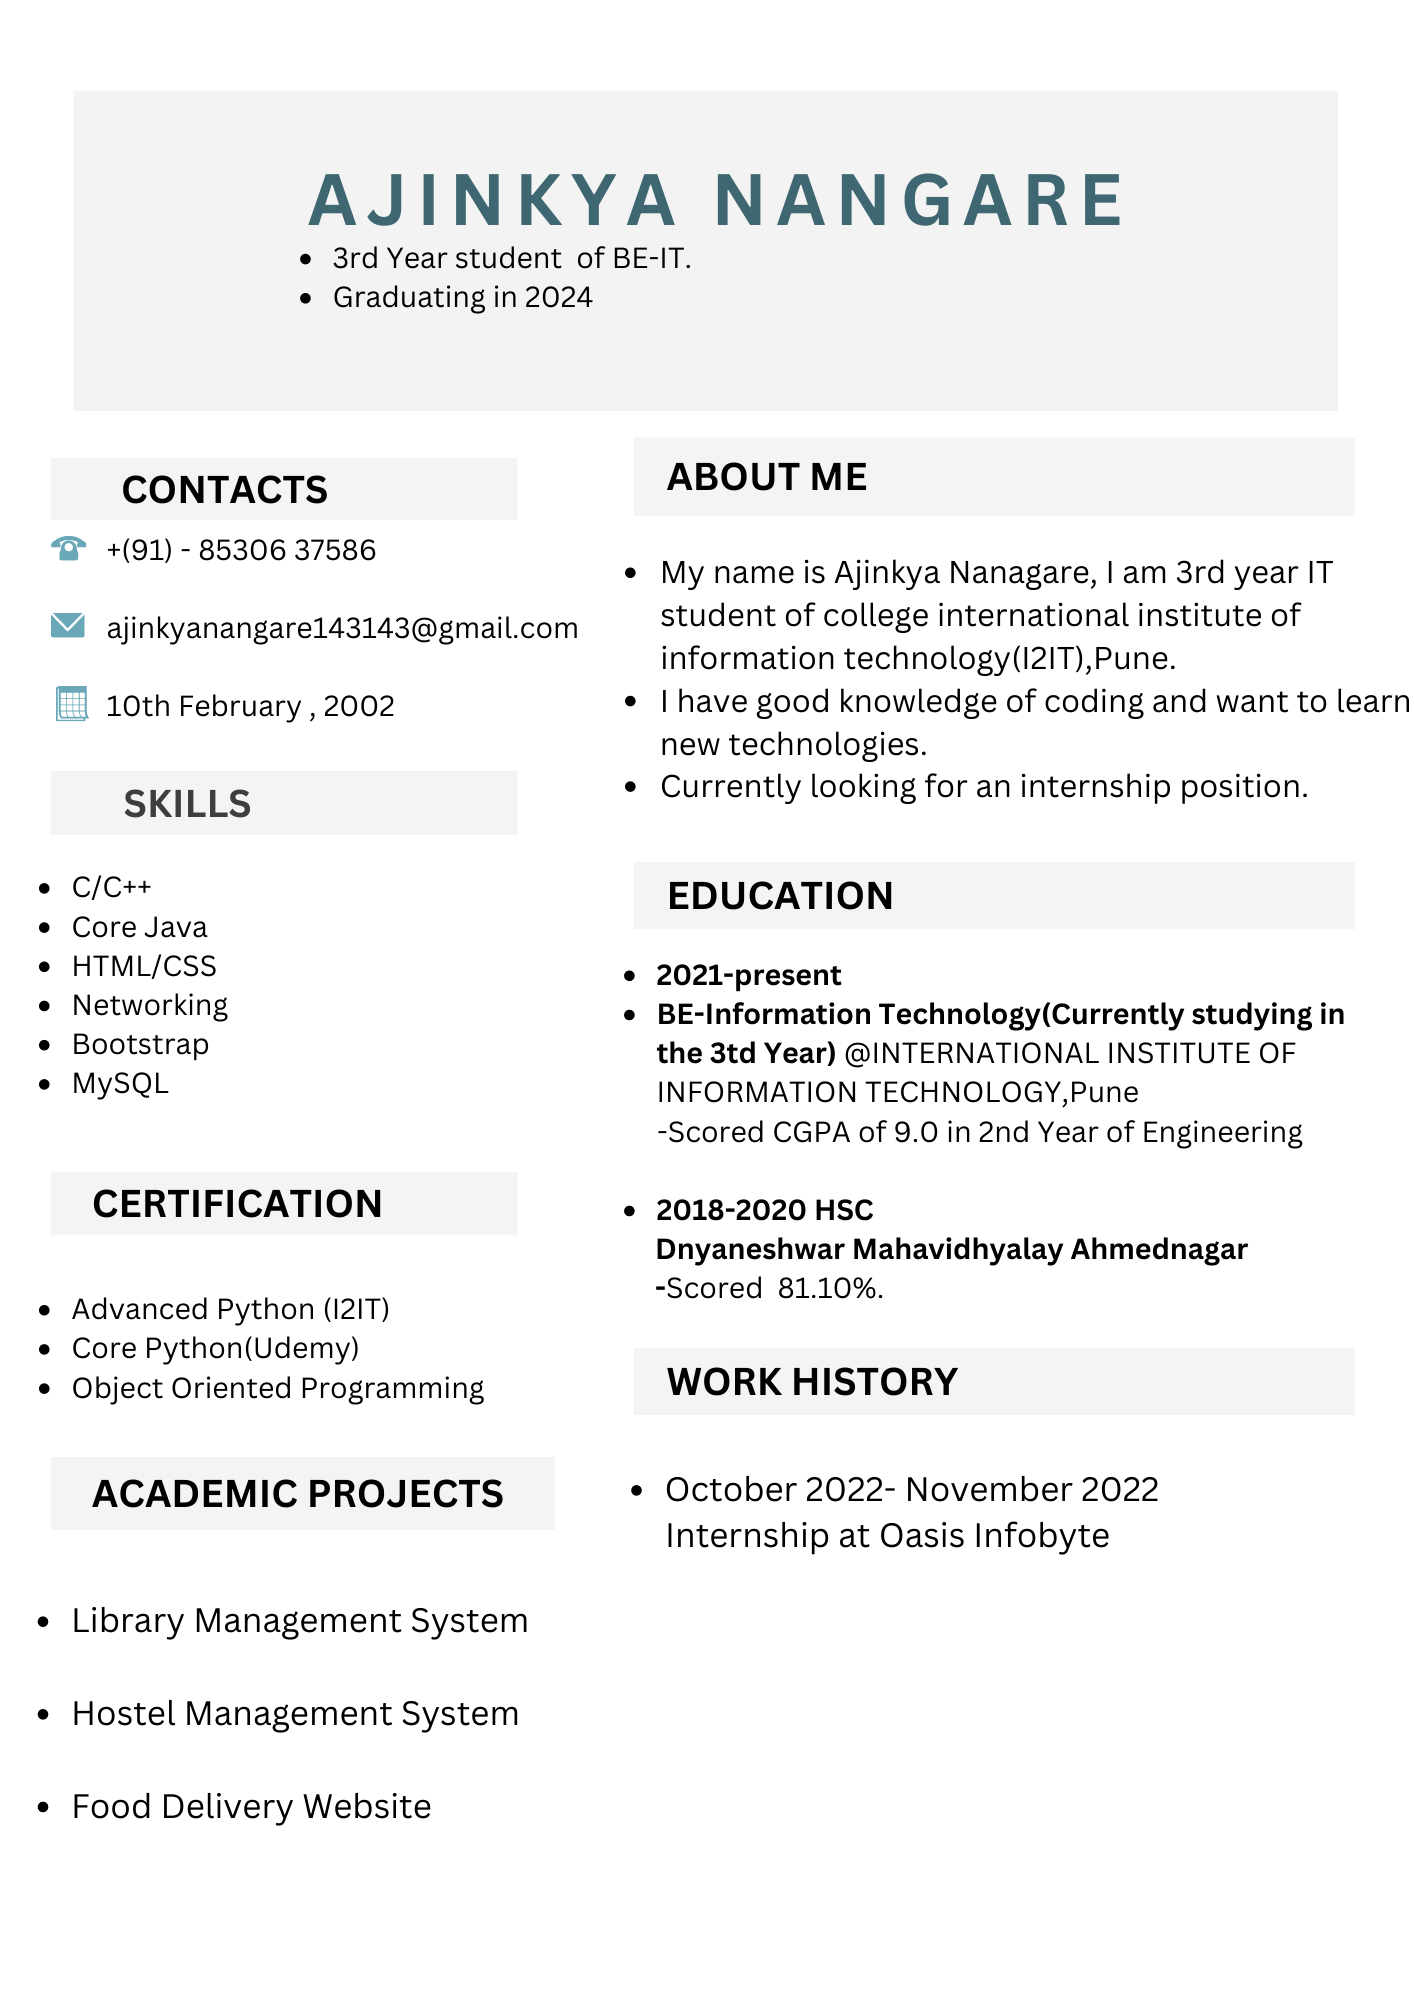 AJINKYA NANGARE
• 3rd Year student  of BE-IT.
• Graduating in 2024
CONTACTS
+(91) - 85306 37586
ajinkyanangare143143@gmail.com
10th February , 2002
SKILLS
• C/C++
• Core Java
• HTML/CSS
• Networking
• Bootstrap
• MySQL
CERTIFICATION
• Advanced Python (I2IT)
• Core Python(Udemy)
• Object Oriented Programming
ACADEMIC PROJECTS
• Library Management System
• Hostel Management System
• Food Delivery Website
ABOUT ME
• My name is Ajinkya Nanagare, I am 3rd year IT
student of college international institute of
information technology(I2IT),Pune.
• I have good knowledge of coding and want to learn
new technologies.
• Currently looking for an internship position.
EDUCATION
• 2021-present
• BE-Information Technology(Currently studying in
the 3td Year) @INTERNATIONAL INSTITUTE OF
INFORMATION TECHNOLOGY,Pune
-Scored CGPA of 9.0 in 2nd Year of Engineering
• 2018-2020 HSC
Dnyaneshwar Mahavidhyalay Ahmednagar
-Scored  81.10%.
WORK HISTORY
• October 2022- November 2022
Internship at Oasis Infobyte